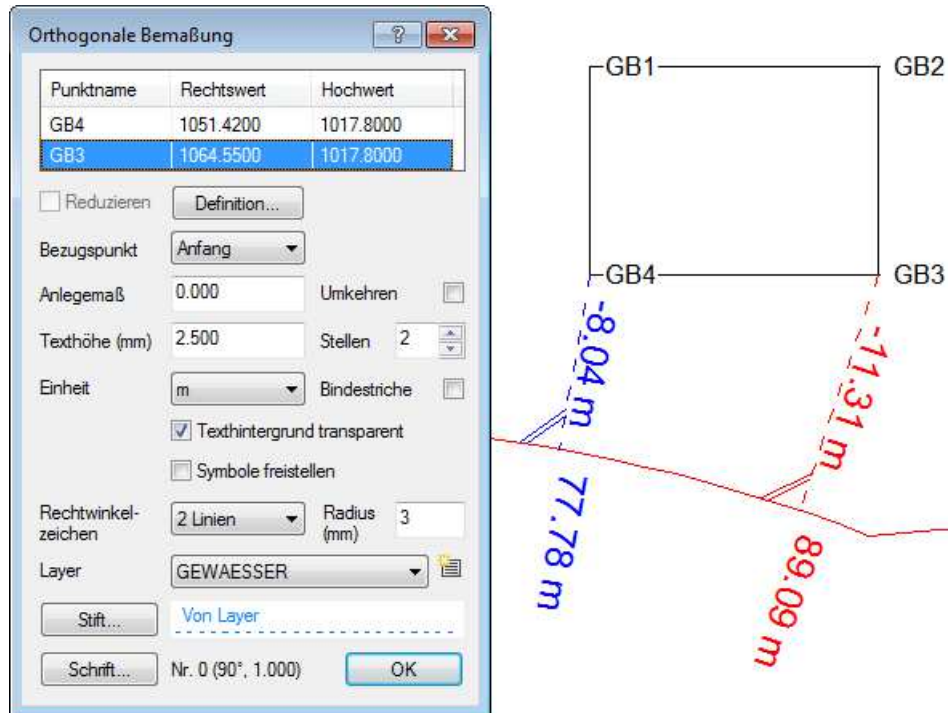 Orthogonale Bemaßung
?
Punktname Rechtswert Hochwert
GB4 1051.4200 1017.8000
GB3 1064.5500 1017.8000
Reduzieren Definition...
Bezugspunkt Anfang
Anlegemaß 0.000 Umkehren
Texthöhe (mm) 2.500 Stellen 2
Einheit m Bindestriche
Texthintergrund transparent
Symbole freistellen
Rechtwinkel-
zeichen 2 Linien Radius
(mm) 3
Layer GEWAESSER
Stift... Von Layer
Schrift... Nr. 0 (90°, 1.000) OK
GB1 GB2
GB4 GB3
-8.04 m
-11.31 m
77.78 m
89.09 m